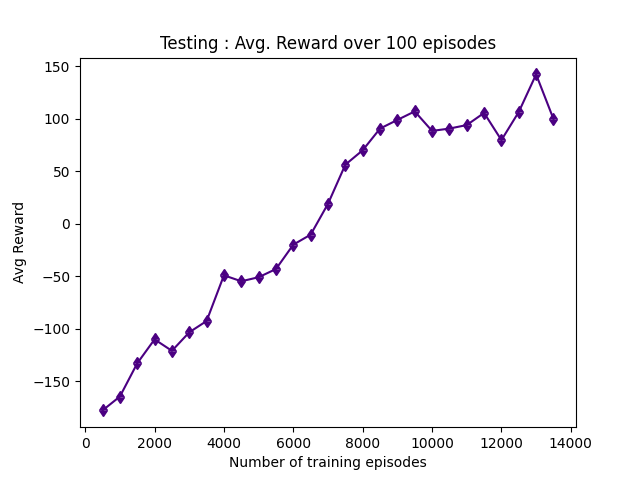 Testing : Avg. Reward over 100 episodes
150
100
50
0
−50
−100
−150
Avg Reward
0 2000 4000 6000 8000 10000 12000 14000
Number of training episodes